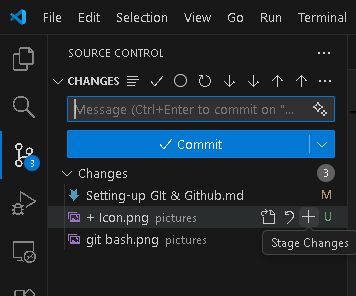 File Edit Selection View Go Run Terminal
SOURCE CONTROL
CHANGES
Message (Ctrl+Enter to commit on "...
Commit
Changes 3
Setting-up GIt & Github.md M
+ Icon.png pictures U
3
git bash.png pictures
Stage Changes